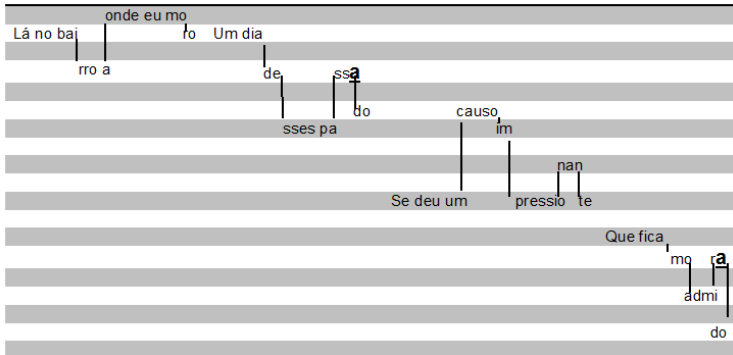 onde eu mo
Lá no bai ro Um dia
rro a de ssa
do causo
sses pa im
nan
Se deu um pressio te
Que fica
mo ra
admi
do